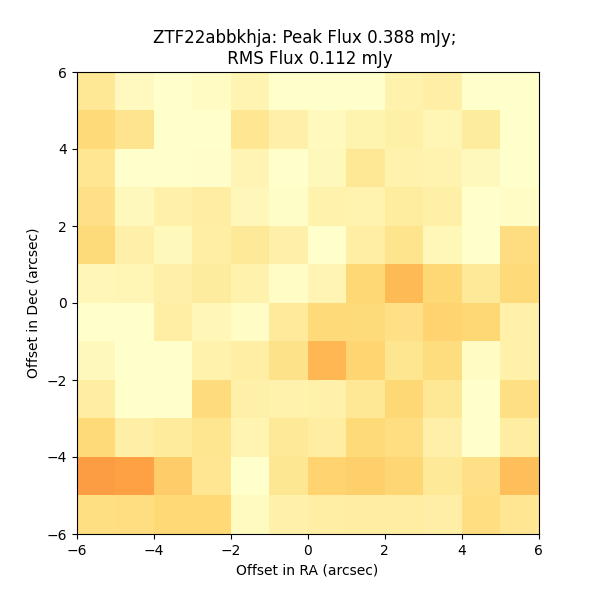 ZTF22abbkhja: Peak Flux 0.388 mJy;
RMS Flux 0.112 mJy
6
4
2
0
−2
−4
−6
Offset in Dec (arcsec)
−6 −4 −2 0 2 4 6
Offset in RA (arcsec)